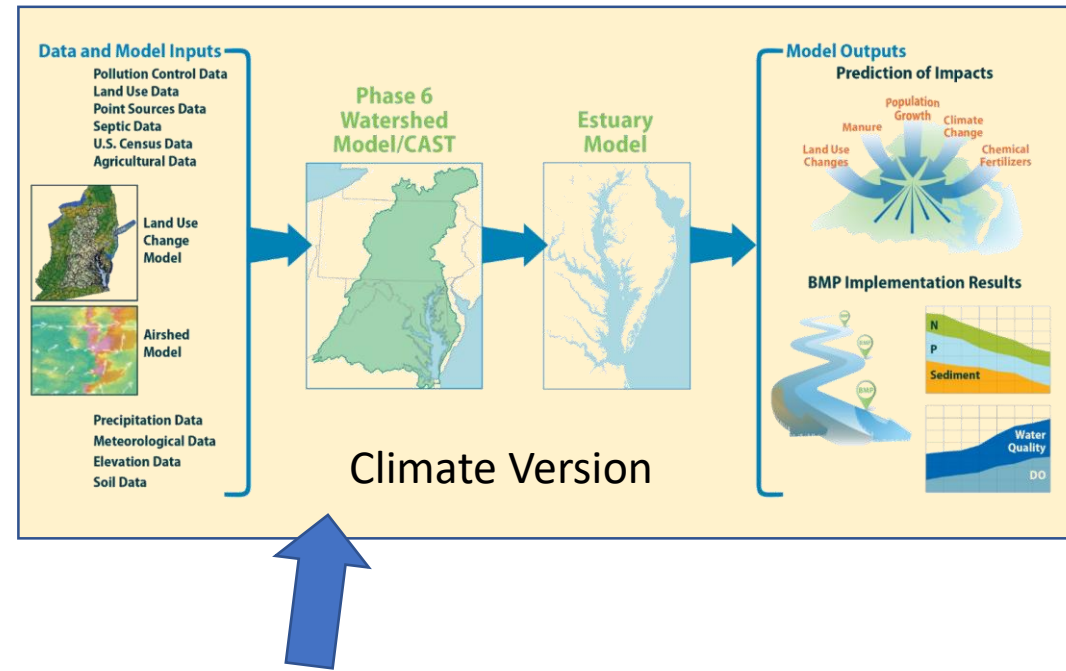 Data and Model Inputs
Pollution Control Data
Land Use Data
Point Sources Data
Septic Data
U.S. Census Data
Agricultural Data
Land Use
Change
Model
Airshed
Model
Precipitation Data
Meteorological Data
Elevation Data
Soil Data
Phase 6
Watershed
Model/CAST
Estuary
Model
Climate Version
Model Outputs
Prediction of Impacts
Land Use
Changes
Manure
Population
Growth
Climate
Change
Chemical
Fertilizers
BMP Implementation Results
BMP
BMP
BMP
N
P
Sediment
Water
Quality
DO